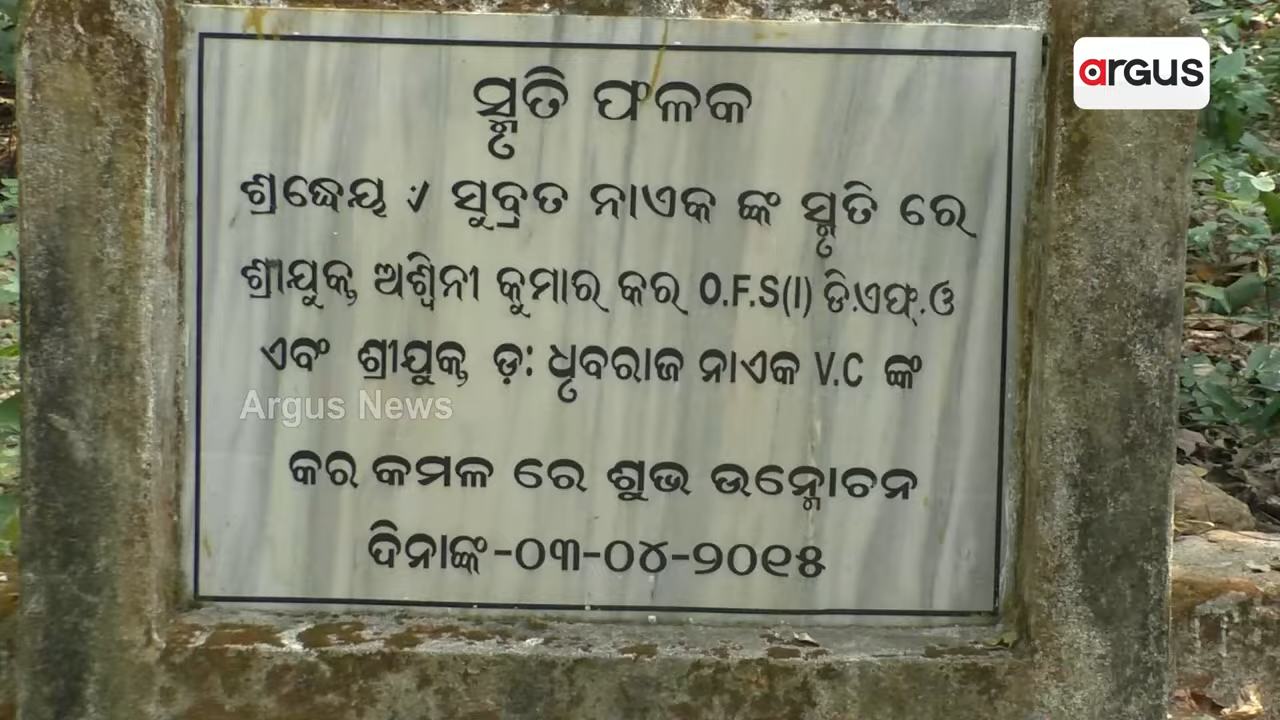 argus
ସ୍ମୃତି ଫଳକ
ଶ୍ରଦ୍ଧେୟ ଃ/ ସୁବ୍ରତ ନାଏକ ଙ୍କ ସ୍ମୃତି ରେ
ଶ୍ରୀଯୁକ୍ତ ଅଶ୍ୱିନୀ କୁମାର କର O.F.S(I) ଡି.ଏଫ୍.ଓ
ଏବଂ ଶ୍ରୀଯୁକ୍ତ ଡ଼ଃ ଧୃବରାଜ ନାଏକ V.C ଙ୍କ
Argus News
କର କମଳ ରେ ଶୁଭ ଉନ୍ମୋଚନ
ଦିନାଙ୍କ-୦୩-୦୪-୨୦୧୫